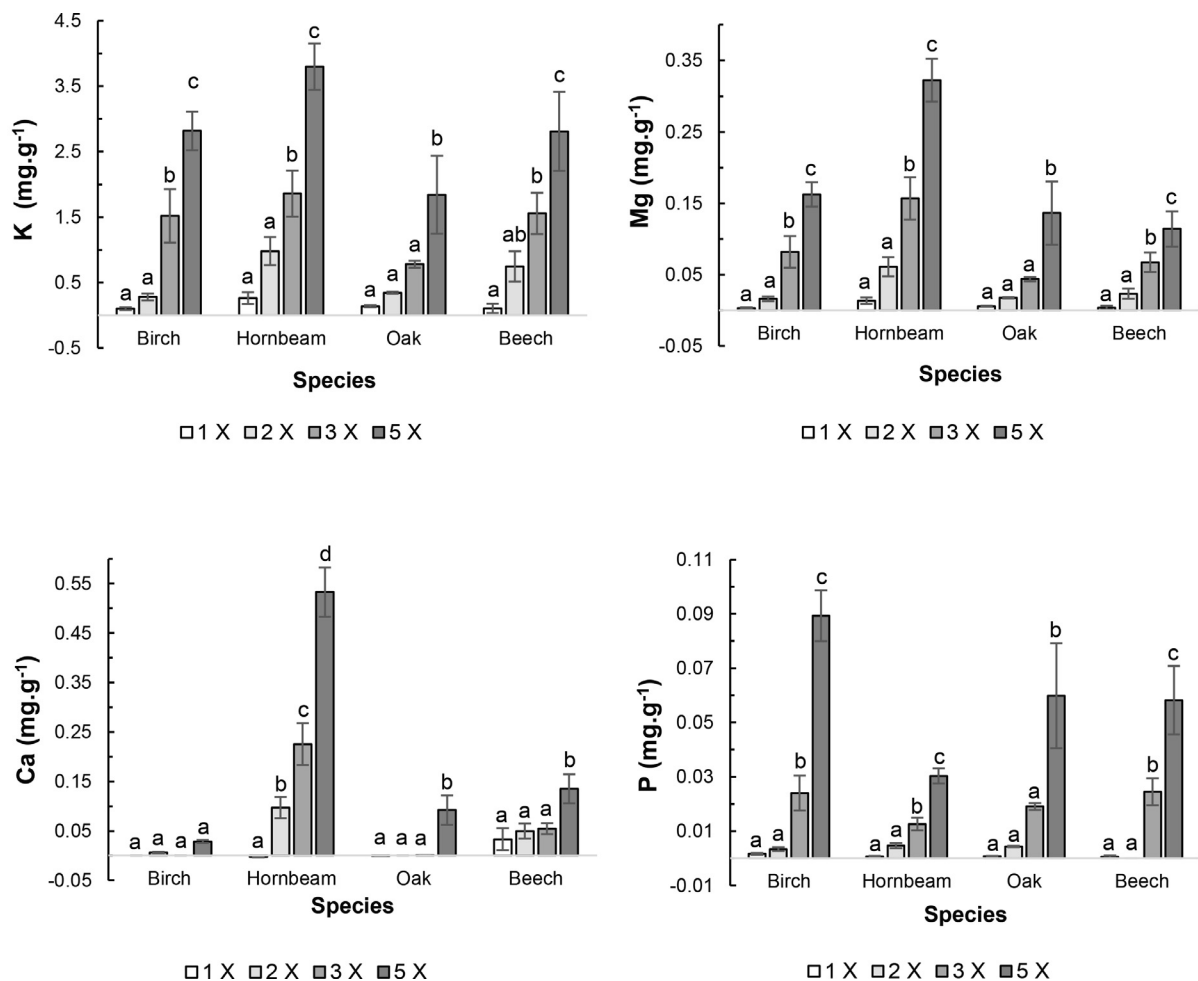 K (mg.g-1)
4.5
3.5
2.5
1.5
0.5
-0.5
a a b c
a a b c
a a a b
a ab b c
Birch Hornbeam Oak Beech
Species
1 X 2 X 3 X 5 X
Mg (mg.g-1)
0.35
0.25
0.15
0.05
-0.05
a a b c
a a b c
a a a b
a a b c
Birch Hornbeam Oak Beech
Species
1 X 2 X 3 X 5 X
Ca (mg.g-1)
0.55
0.45
0.35
0.25
0.15
0.05
-0.05
a a a a
a b c d
a a a b
a a a b
Birch Hornbeam Oak Beech
Species
1 X 2 X 3 X 5 X
P (mg.g-1)
0.11
0.09
0.07
0.05
0.03
0.01
-0.01
a a b c
a a b c
a a a b
a a b c
Birch Hornbeam Oak Beech
Species
1 X 2 X 3 X 5 X